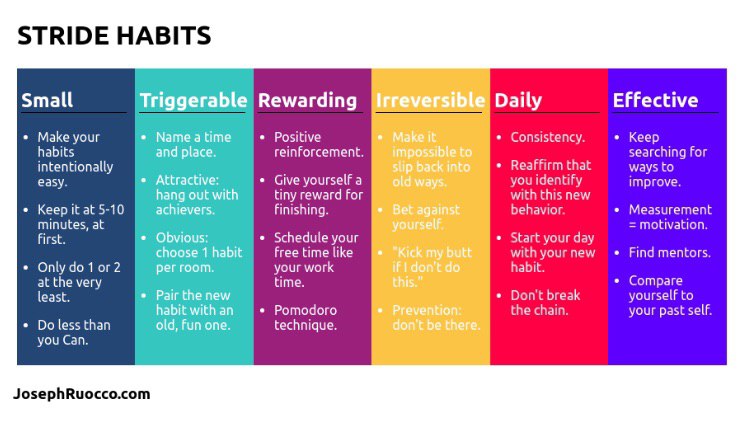 STRIDE HABITS
Small
• Make your
habits
intentionally
easy.
• Keep it at 5-10
minutes, at
first.
• Only do 1 or 2
at the very
least.
• Do less than
you Can.
Triggerable
• Name a time
and place.
• Attractive:
hang out with
achievers.
• Obvious:
choose 1 habit
per room.
• Pair the new
habit with an
old, fun one.
Rewarding
• Positive
reinforcement.
• Give yourself a
tiny reward for
finishing.
• Schedule your
free time like
your work
time.
• Pomodoro
technique.
Irreversible
• Make it
impossible to
slip back into
old ways.
• Bet against
yourself.
• "Kick my butt
if I don't do
this."
• Prevention:
don't be there.
Daily
• Consistency.
• Reaffirm that
you identify
with this new
behavior.
• Start your day
with your new
habit.
• Don't break
the chain.
Effective
• Keep
searching for
ways to
improve.
• Measurement
= motivation.
• Find mentors.
• Compare
yourself to
your past self.
JosephRuocco.com